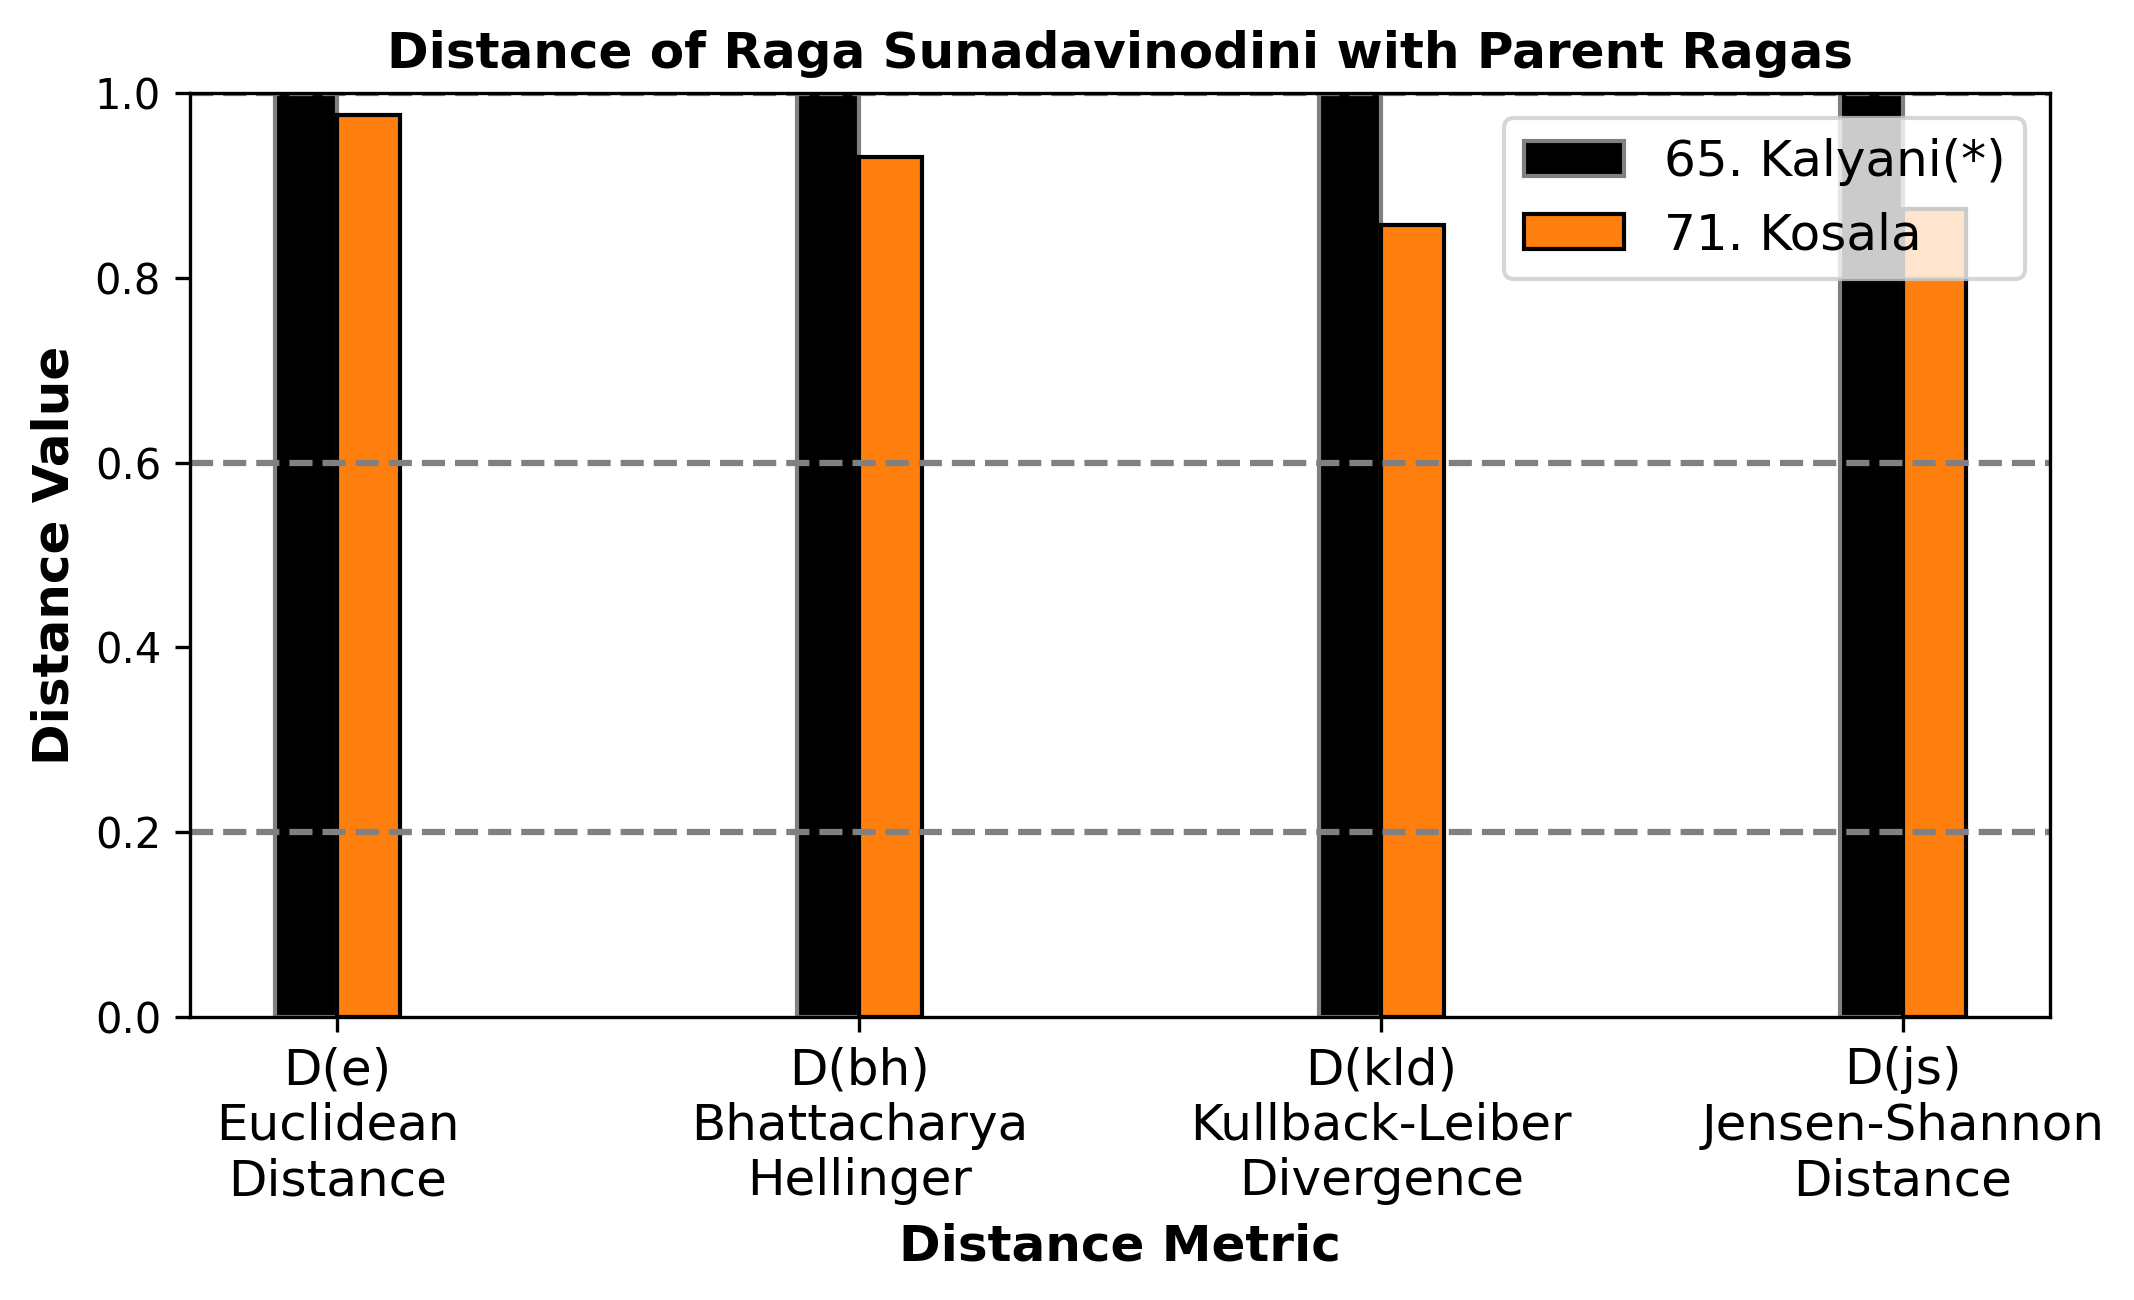 Distance of Raga Sunadavinodini with Parent Ragas
1.0
0.8
0.6
0.4
0.2
0.0
Distance Value
65. Kalyani(*)
71. Kosala
D(e)
Euclidean
Distance
D(bh)
Bhattacharya
Hellinger
D(kld)
Kullback-Leiber
Divergence
D(js)
Jensen-Shannon
Distance
Distance Metric